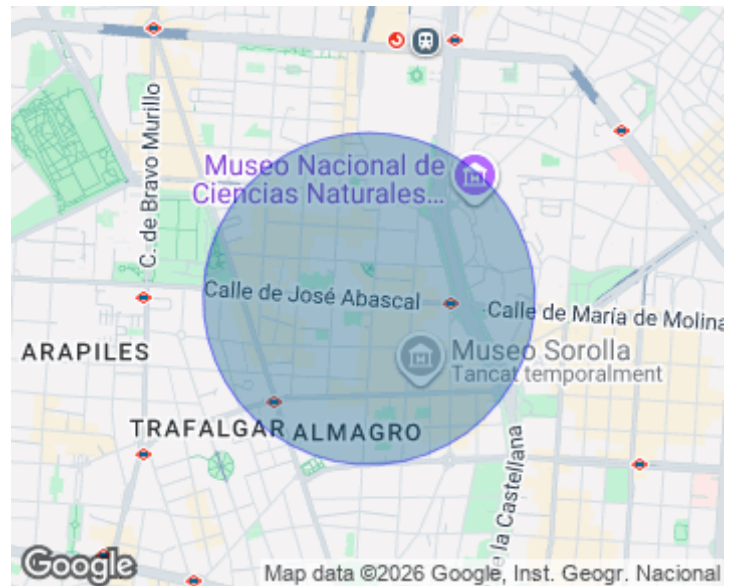 C. de Bravo Murillo
Museo Nacional de
Ciencias Naturales...
Calle de José Abascal
Calle de María de Molina
ARAPILES
Museo Sorolla
Tancat temporalment
TRAFALGAR
ALMAGRO
e la Castellana
Google
Map data ©2026 Google, Inst. Geogr. Nacional